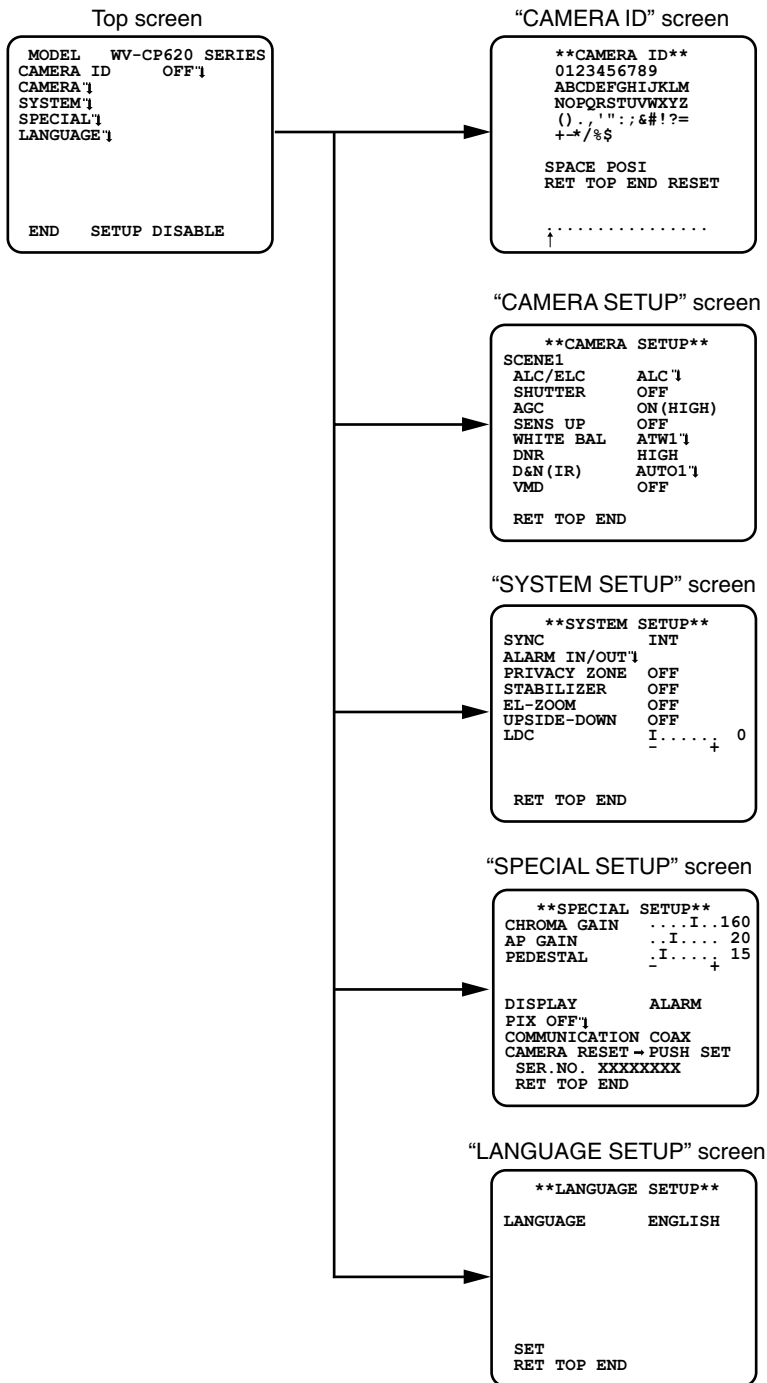 Top screen
MODEL WV-CP620 SERIES
CAMERA ID OFF
CAMERA
SYSTEM
SPECIAL
LANGUAGE
END SETUP DISABLE
“CAMERA ID” screen
**CAMERA ID**
0123456789
ABCDEFGHIJKLM
NOPQRSTUVWXYZ
().,'":;&#!?=
+-*/%$
SPACE POSI
RET TOP END RESET
................
↑
“CAMERA SETUP” screen
**CAMERA SETUP**
SCENE1
ALC/ELC ALC
SHUTTER OFF
AGC ON(HIGH)
SENS UP OFF
WHITE BAL ATW1
DNR HIGH
D&N(IR) AUTO1
VMD OFF
RET TOP END
“SYSTEM SETUP” screen
**SYSTEM SETUP**
SYNC INT
ALARM IN/OUT
PRIVACY ZONE OFF
STABILIZER OFF
EL-ZOOM OFF
UPSIDE-DOWN OFF
LDC I...... 0
- +
RET TOP END
“SPECIAL SETUP” screen
**SPECIAL SETUP**
CHROMA GAIN ....I..160
AP GAIN ..I.... 20
PEDESTAL .I..... 15
- +
DISPLAY ALARM
PIX OFF
COMMUNICATION COAX
CAMERA RESET→PUSH SET
SER.NO. XXXXXXXX
RET TOP END
“LANGUAGE SETUP” screen
**LANGUAGE SETUP**
LANGUAGE ENGLISH
SET
RET TOP END